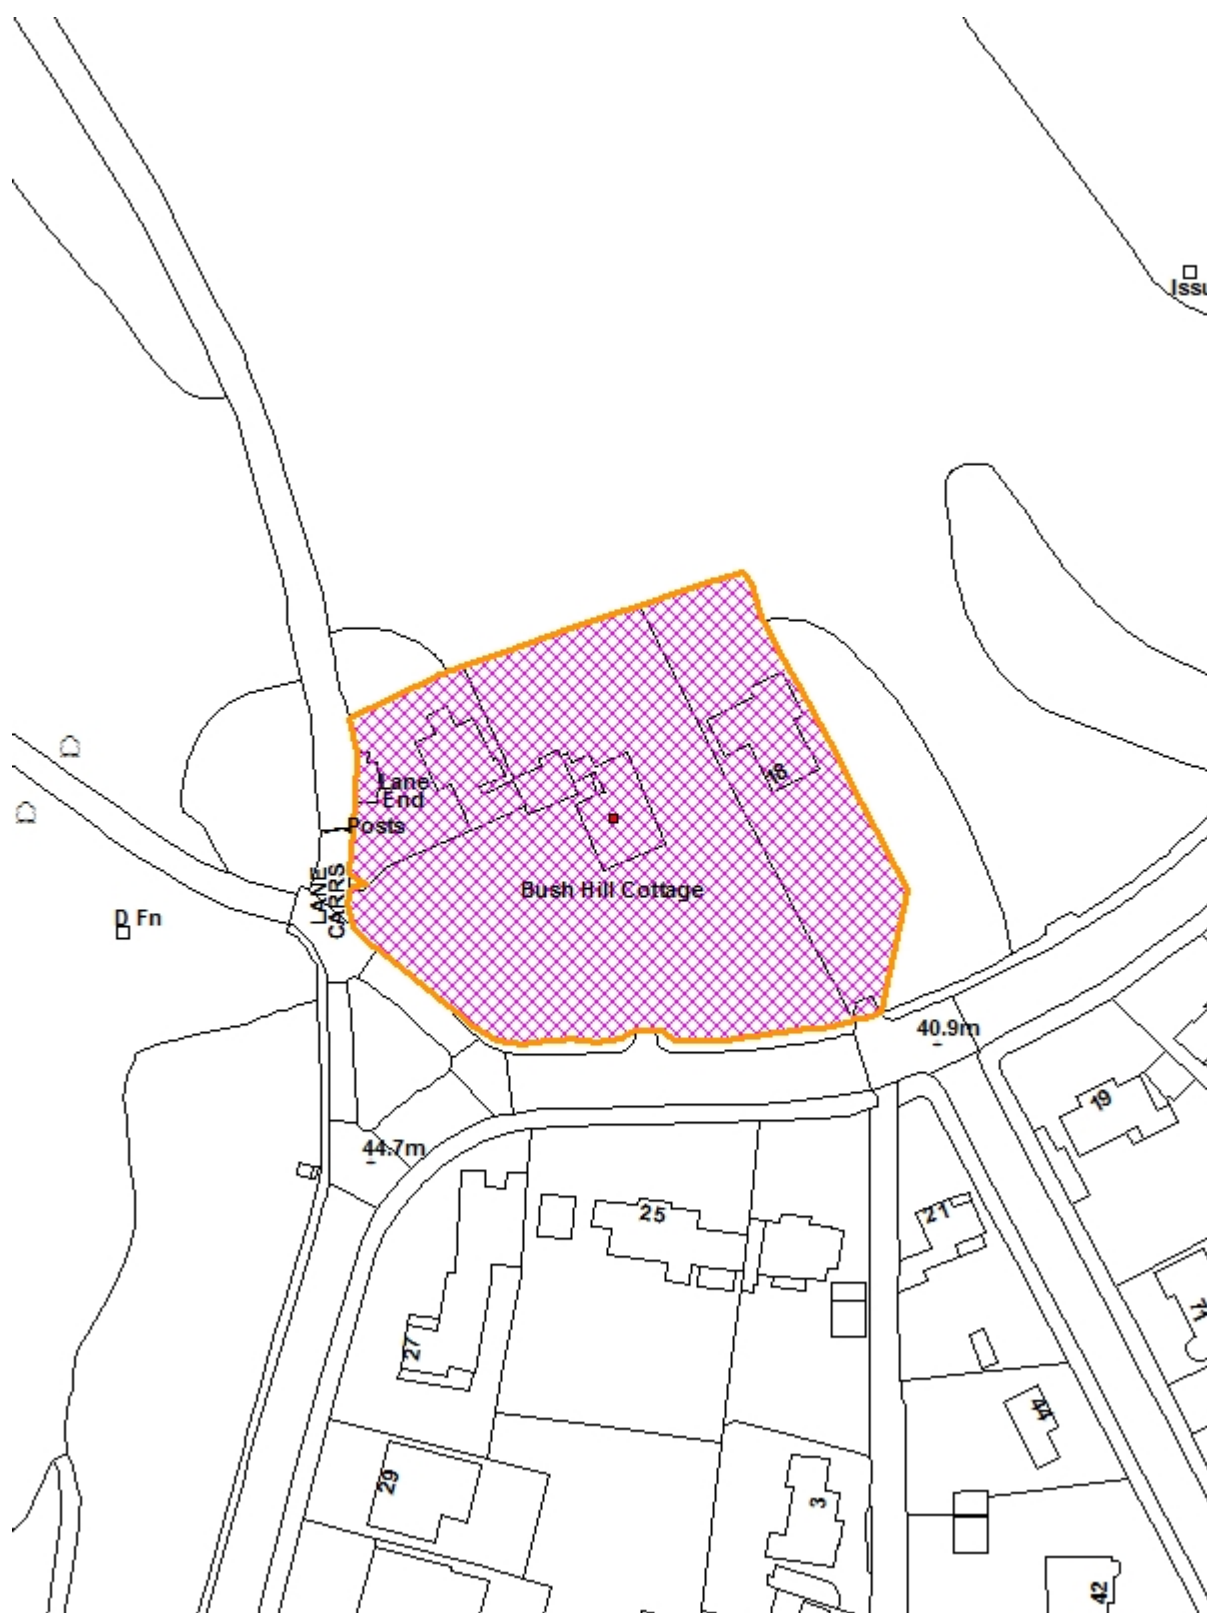 Issu
Lane
End
18
Posts
CARRS
LANE
Bush Hill Cottage
D Fn
40.9m
19
44.7m
25
21
27
71
44
29
3
42